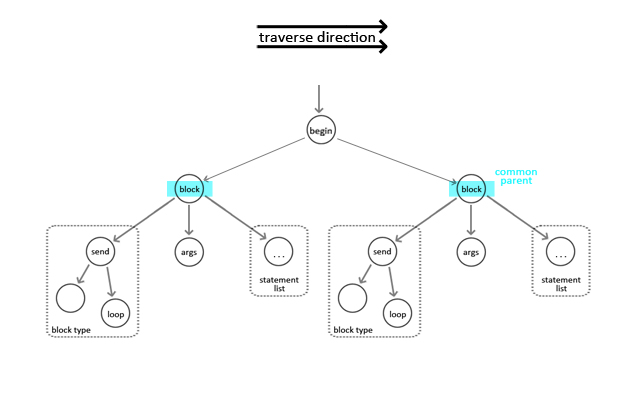 traverse direction
begin
block
block
common
parent
send
args
...
send
args
...
statement
list
statement
list
loop
loop
block type
block type